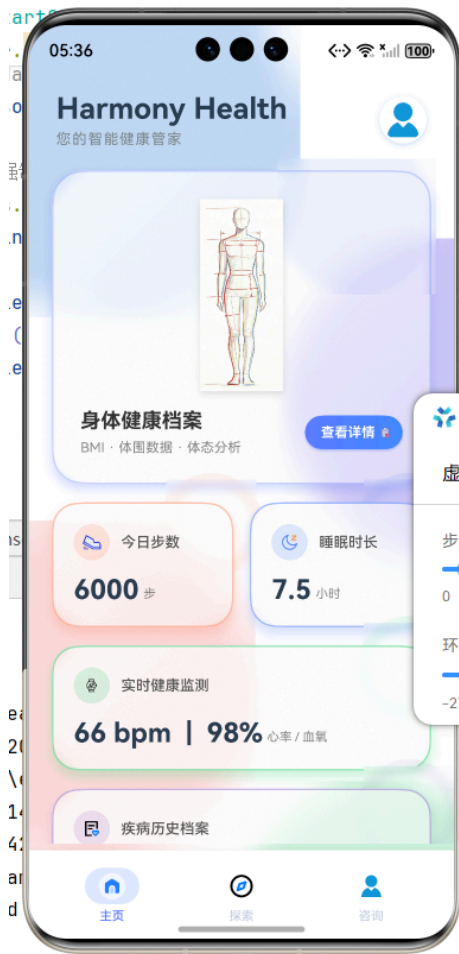 05:36
100
Harmony Health
您的智能健康管家
身体健康档案
BMI · 体围数据 · 体态分析
查看详情
虚
步
0
环
今日步数
6000 步
睡眠时长
7.5 小时
实时健康监测
66 bpm | 98% 心率 / 血氧
疾病历史档案
主页
探索
咨询